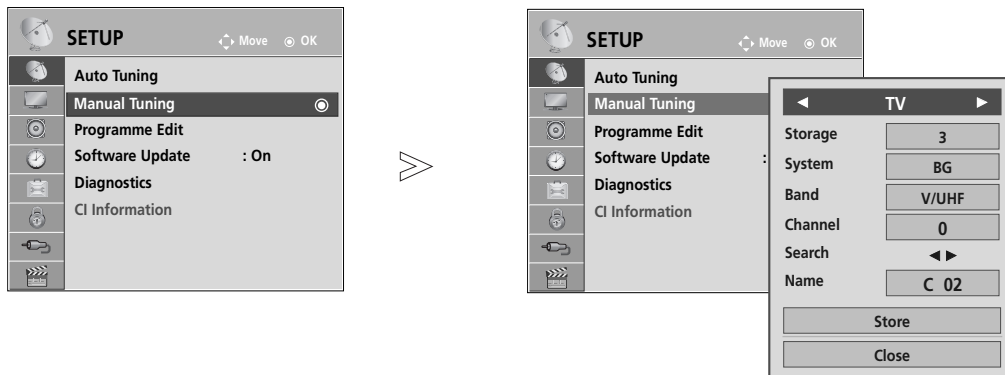 SETUP
Move OK
Auto Tuning
Manual Tuning
Programme Edit
Software Update : On
Diagnostics
CI Information
SETUP
Move OK
Auto Tuning
Manual Tuning
Programme Edit
Software Update :
Diagnostics
CI Information
◄ TV ►
Storage 3
System BG
Band V/UHF
Channel 0
Search ◄ ►
Name C 02
Store
Close